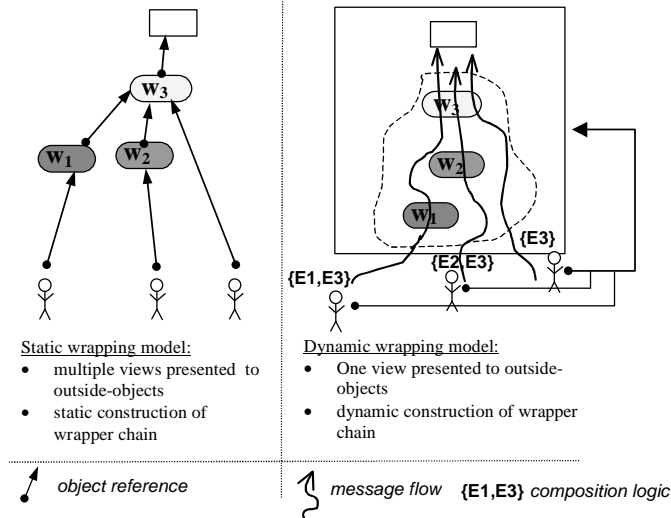 w3
w1
w2
w3
w2
w1
{E3}
{E2,E3}
{E1,E3}
Static wrapping model:
• multiple views presented to
outside-objects
• static construction of
wrapper chain
Dynamic wrapping model:
• One view presented to outside-
objects
• dynamic construction of wrapper
chain
object reference
message flow {E1,E3} composition logic